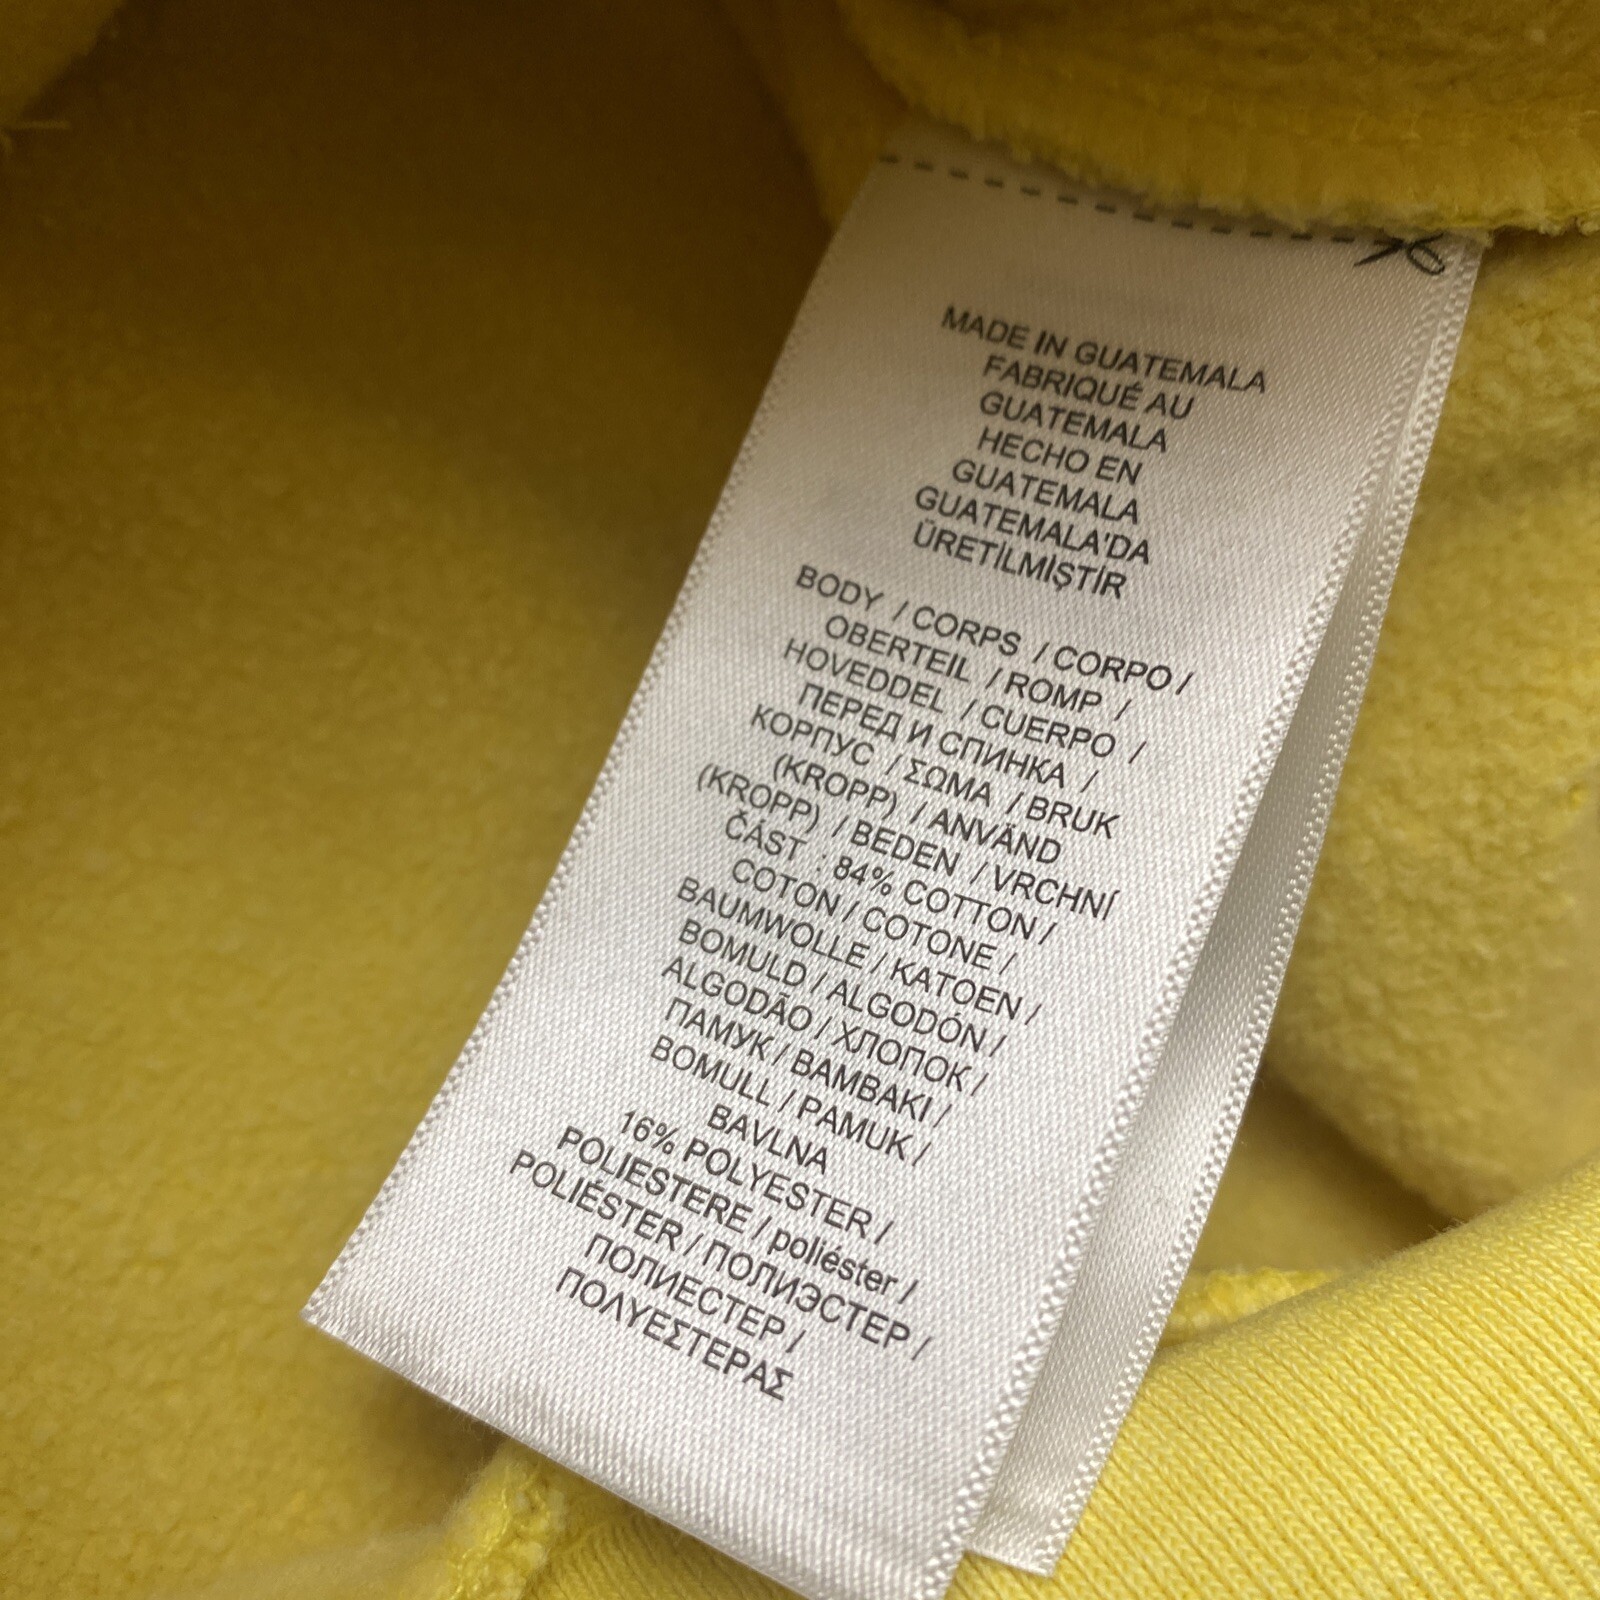 MADE IN GUATEMALA
FABRIQUÉ AU
GUATEMALA
HECHO EN
GUATEMALA
GUATEMALA'DA
ÜRETİLMİŞTİR
BODY / CORPS / CORPO /
OBERTEIL / ROMP /
HOVEDDEL / CUERPO /
ПЕРЕД И СПИНКА /
КОРПУС / ΣΩΜΑ / BRUK
(KROPP) / ANVÄND
(KROPP) / BEDEN / VRCHNÍ
ČÁST : 84% COTTON /
COTON / COTONE /
BAUMWOLLE / KATOEN /
BOMULD / ALGODÓN /
ALGODÃO / ХЛОПОК /
ПАМУК / BAMBAKI /
BOMULL / PAMUK /
BAVLNA
16% POLYESTER /
POLIESTERE / poliéster /
POLIÉSTER / ПОЛИЭСТЕР /
ПОЛИЕСТЕР /
ΠΟΛΥΕΣΤΕΡΑΣ